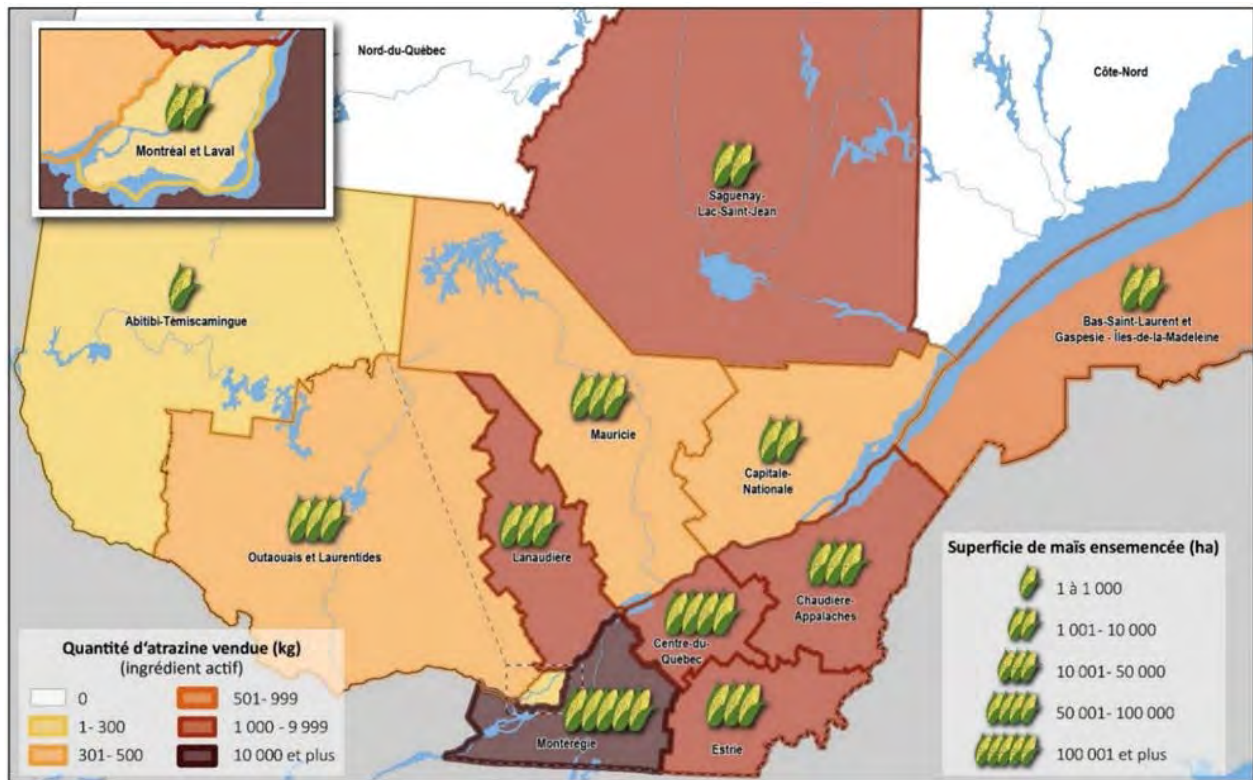 Nord-du-Québec
Côte-Nord
Montréal et Laval
Saguenay-
Lac-Saint-Jean
Abitibi-Témiscamingue
Bas-Saint-Laurent et
Gaspésie - Îles-de-la-Madeleine
Mauricie
Capitale-
Nationale
Outaouais et Laurentides
Lanaudière
Chaudière-
Appalaches
Centre-du-
Québec
Montérégie
Estrie
Quantité d'atrazine vendue (kg)
(ingrédient actif)
0
1- 300
301- 500
501- 999
1 000 - 9 999
10 000 et plus
Superficie de maïs ensemencée (ha)
1 à 1 000
1 001- 10 000
10 001- 50 000
50 001- 100 000
100 001 et plus